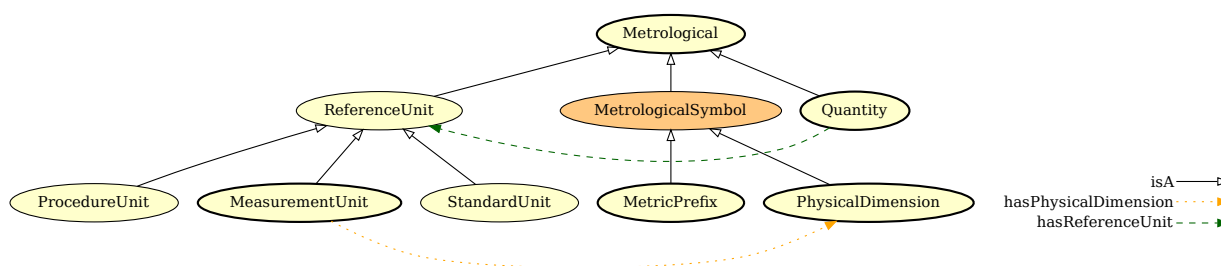 Metrological
ReferenceUnit
MetrologicalSymbol
Quantity
ProcedureUnit
MeasurementUnit
StandardUnit
MetricPrefix
PhysicalDimension
isA
hasPhysicalDimension
hasReferenceUnit